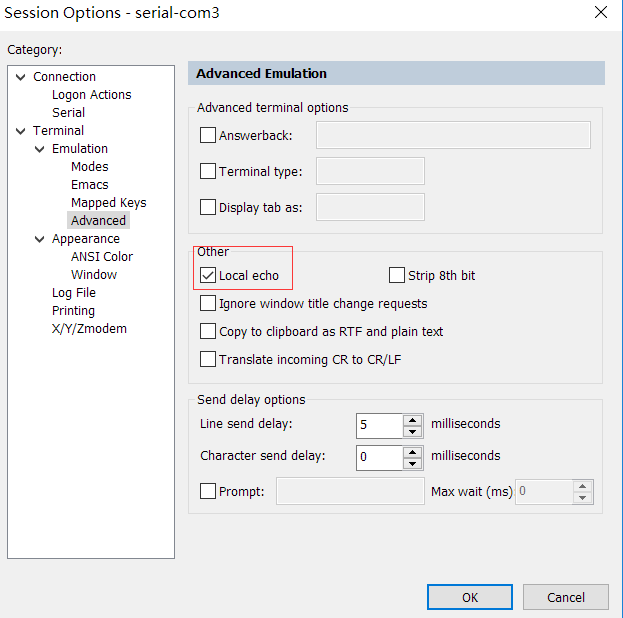 Session Options - serial-com3
Category:
Connection
Logon Actions
Serial
Terminal
Emulation
Modes
Emacs
Mapped Keys
Advanced
Appearance
ANSI Color
Window
Log File
Printing
X/Y/Zmodem
Advanced Emulation
Advanced terminal options
Answerback:
Terminal type:
Display tab as:
Other
Local echo Strip 8th bit
Ignore window title change requests
Copy to clipboard as RTF and plain text
Translate incoming CR to CR/LF
Send delay options
Line send delay: 5 milliseconds
Character send delay: 0 milliseconds
Prompt: Max wait (ms) 0
OK Cancel